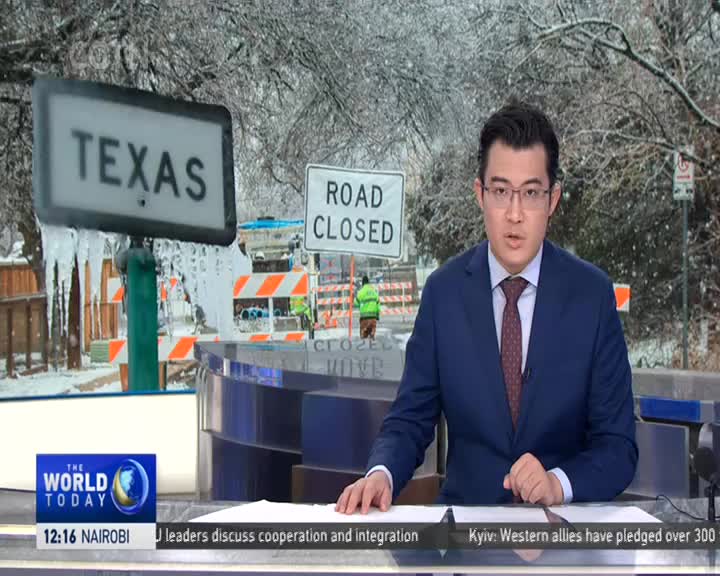 cgtn
TEXAS
ROAD
CLOSED
THE
WORLD
TODAY
12:16 NAIROBI
U leaders discuss cooperation and integration
Kyiv: Western allies have pledged over 300